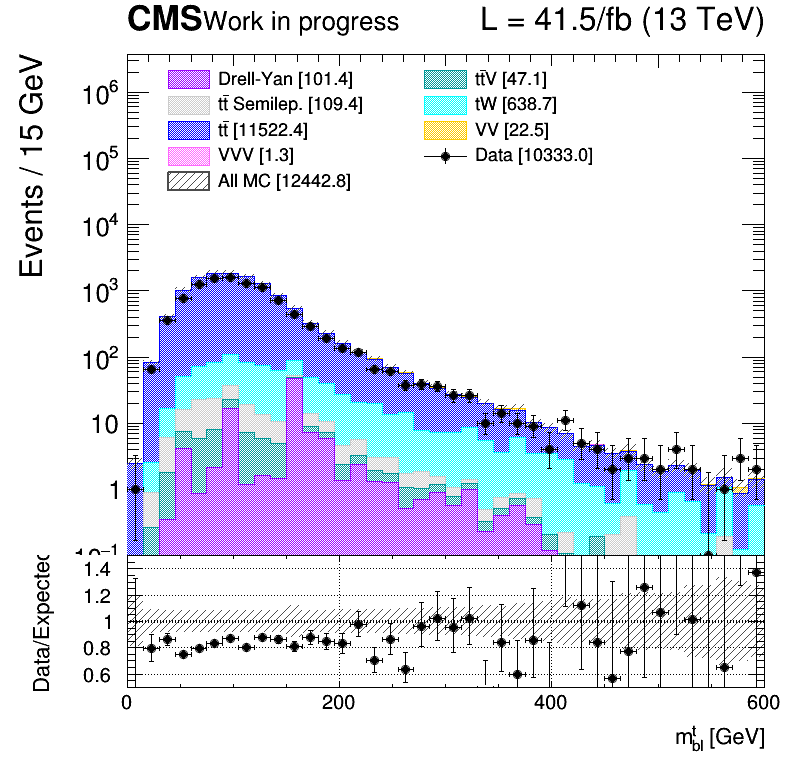 CMS Work in progress L = 41.5/fb (13 TeV)
Events / 15 GeV
Drell-Yan [101.4] tt̄V [47.1]
tt̄ Semilep. [109.4] tW [638.7]
tt̄ [11522.4] VV [22.5]
VVV [1.3] Data [10333.0]
All MC [12442.8]
10⁶
10⁵
10⁴
10³
10²
10
1
10⁻¹
Data/Expected
1.4
1.2
1
0.8
0.6
0 200 400 600
m^t_bl [GeV]